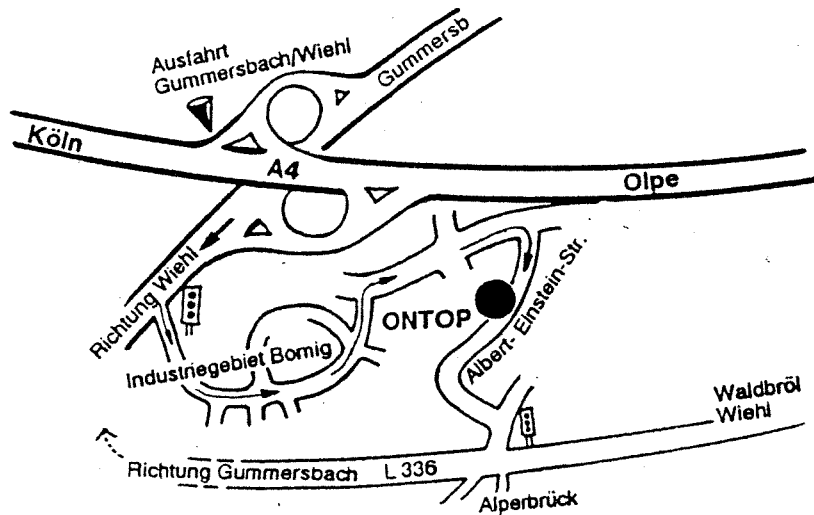 Ausfahrt
Gummersbach/Wiehl
Gummersb
Köln
A4
Olpe
Richtung Wiehl
ONTOP
Albert-Einstein-Str.
Industriegebiet Bomig
Waldbröl
Wiehl
Richtung Gummersbach L 336
Alperbrück